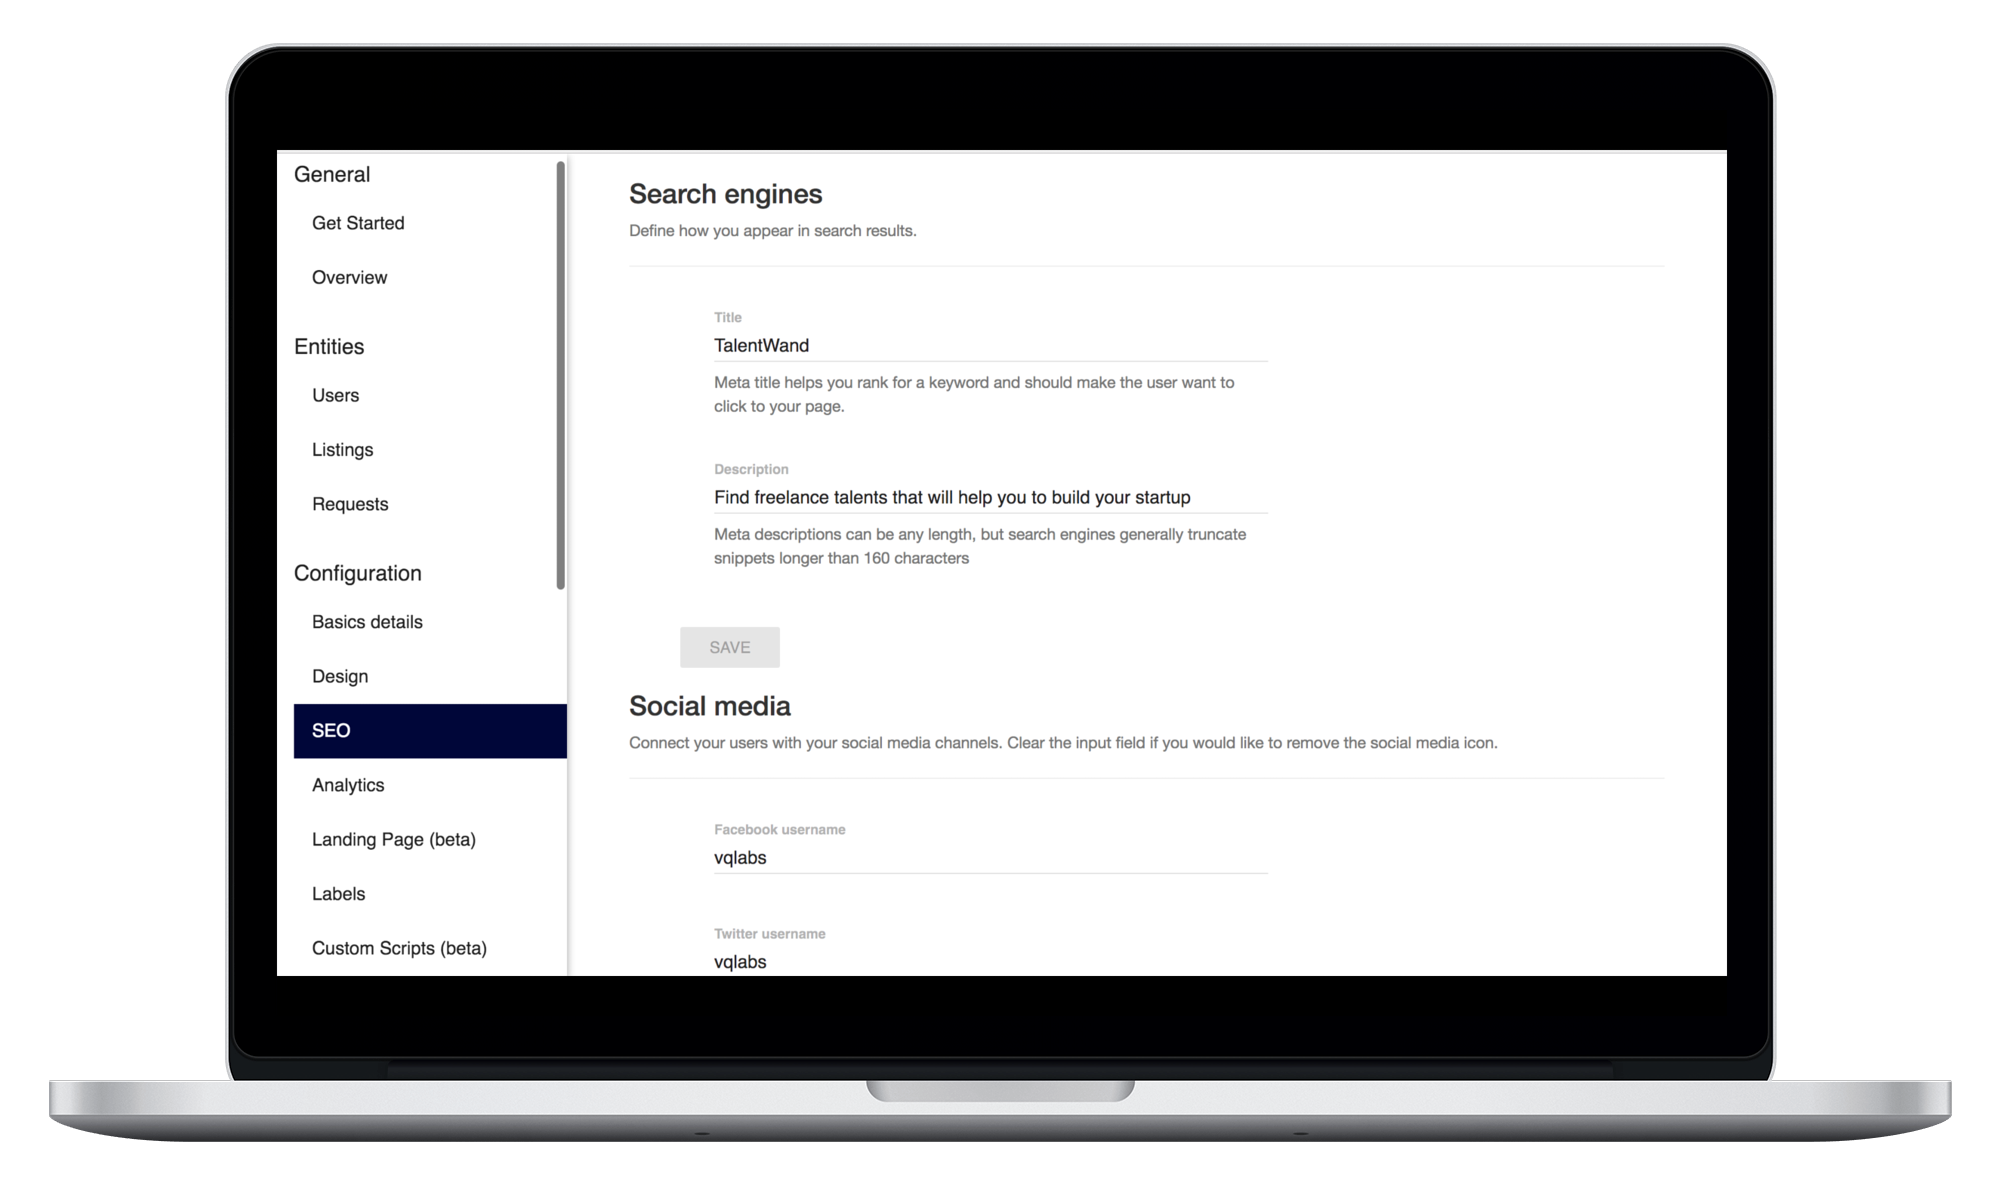 General
Get Started
Overview
Entities
Users
Listings
Requests
Configuration
Basics details
Design
SEO
Analytics
Landing Page (beta)
Labels
Custom Scripts (beta)
Search engines
Define how you appear in search results.
Title
TalentWand
Meta title helps you rank for a keyword and should make the user want to
click to your page.
Description
Find freelance talents that will help you to build your startup
Meta descriptions can be any length, but search engines generally truncate
snippets longer than 160 characters
SAVE
Social media
Connect your users with your social media channels. Clear the input field if you would like to remove the social media icon.
Facebook username
vqlabs
Twitter username
vqlabs